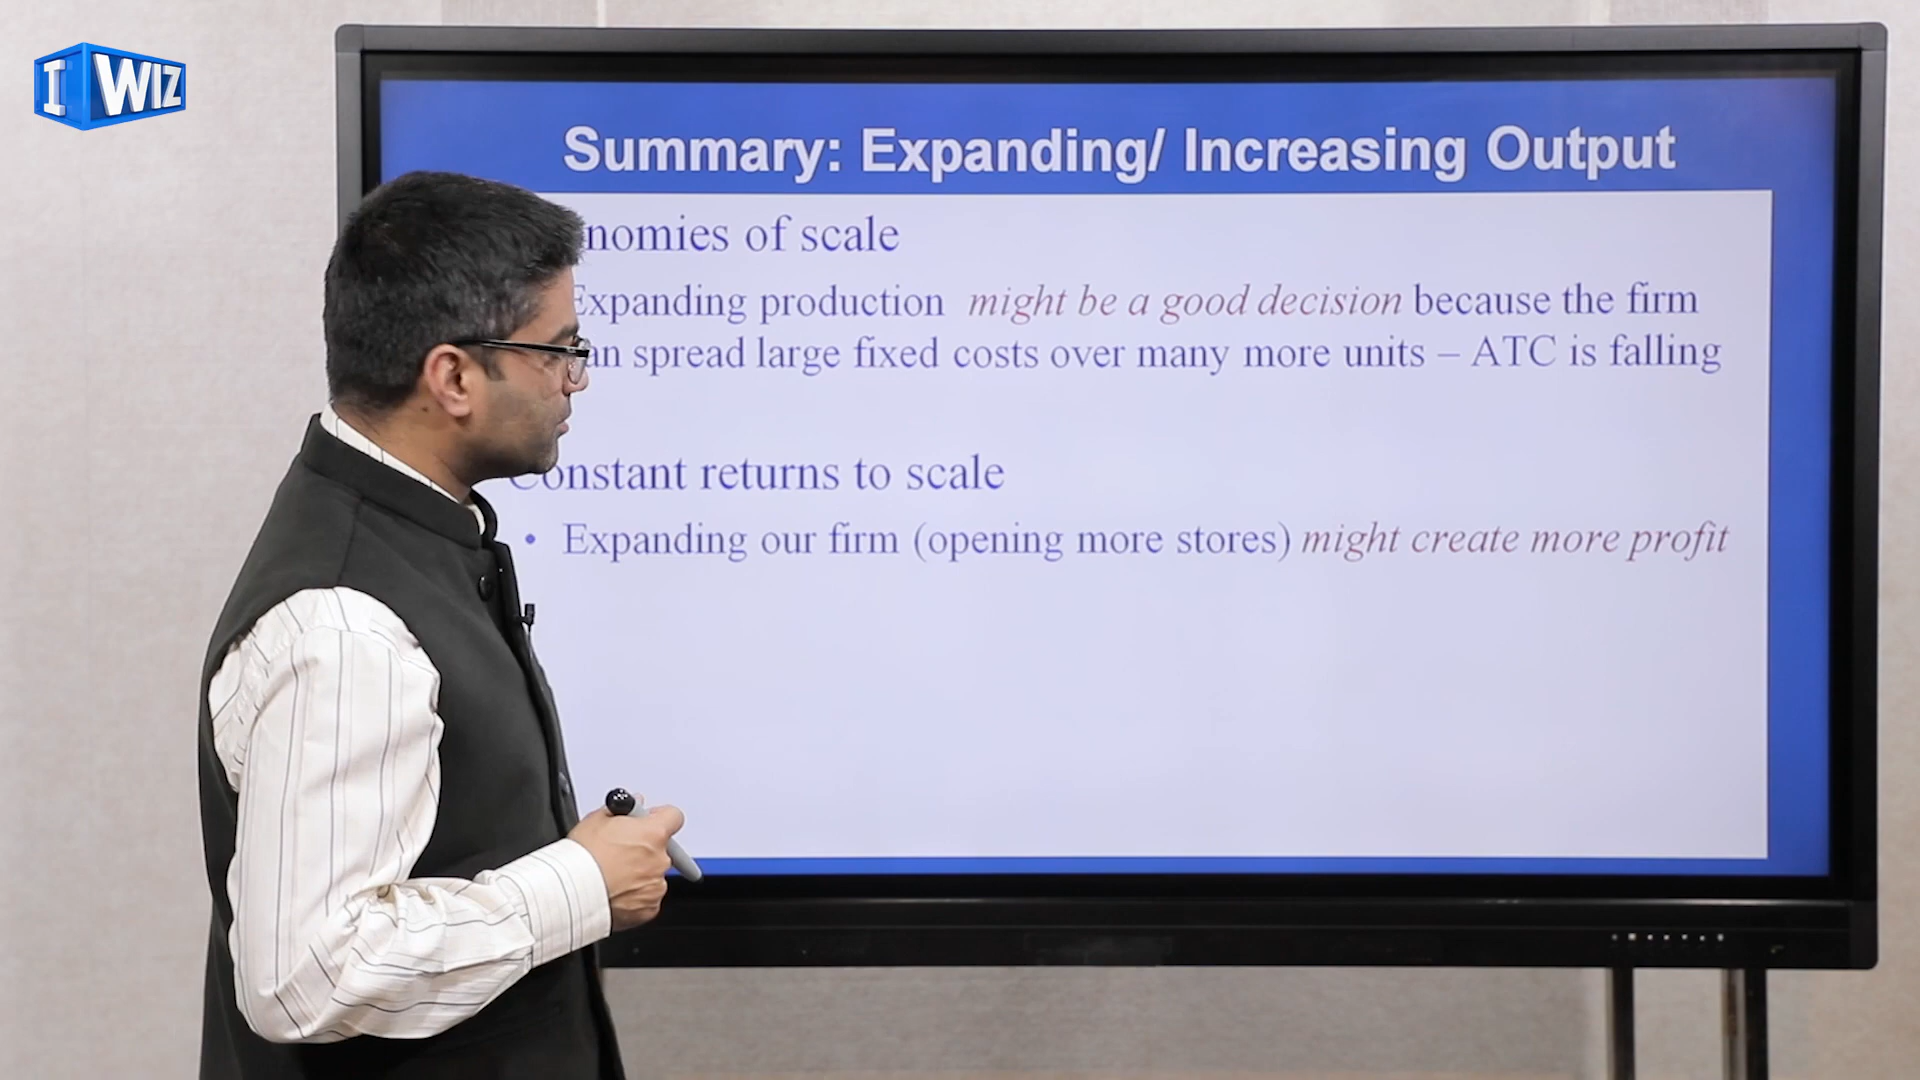 I WIZ
Summary: Expanding/ Increasing Output
nomies of scale
Expanding production might be a good decision because the firm
an spread large fixed costs over many more units – ATC is falling
Constant returns to scale
• Expanding our firm (opening more stores) might create more profit